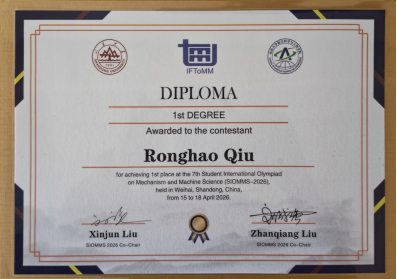 IFToMM
DIPLOMA
1st DEGREE
Awarded to the contestant
Ronghao Qiu
for achieving 1st place at the 7th Student International Olympiad
on Mechanism and Machine Science (SIOMMS-2026),
held in Weihai, Shandong, China,
from 15 to 18 April 2026.
Xinjun Liu
Zhanqiang Liu
SIOMMS 2026 Co-Chair
SIOMMS 2026 Co-Chair